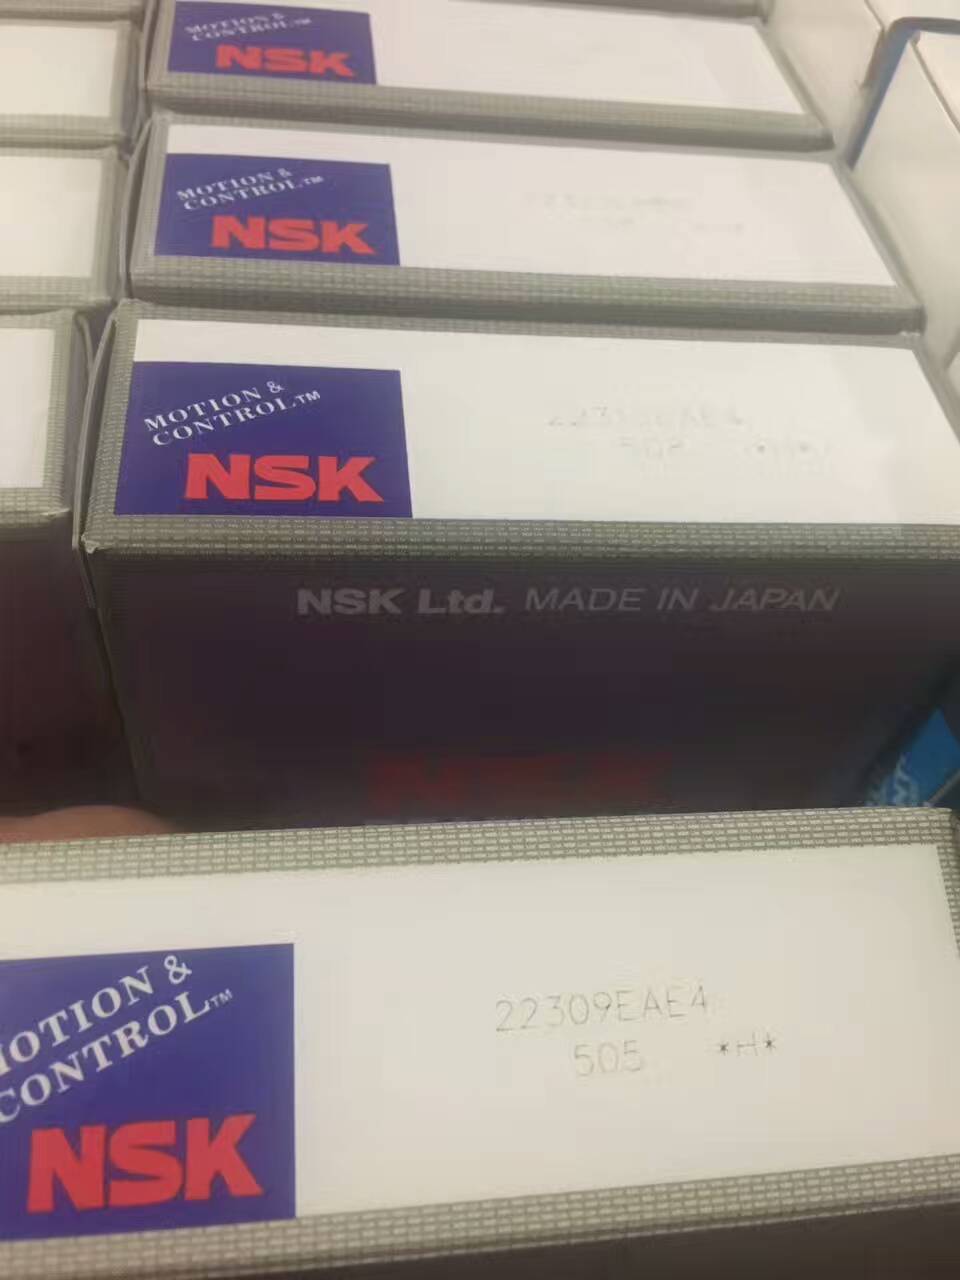 MOTION &
CONTROL™
NSK
MOTION &
CONTROL™
NSK
MOTION &
CONTROL™
NSK
NSK Ltd. MADE IN JAPAN
NSK
MOTION &
CONTROL™
NSK
22309EAE4
505 *H*